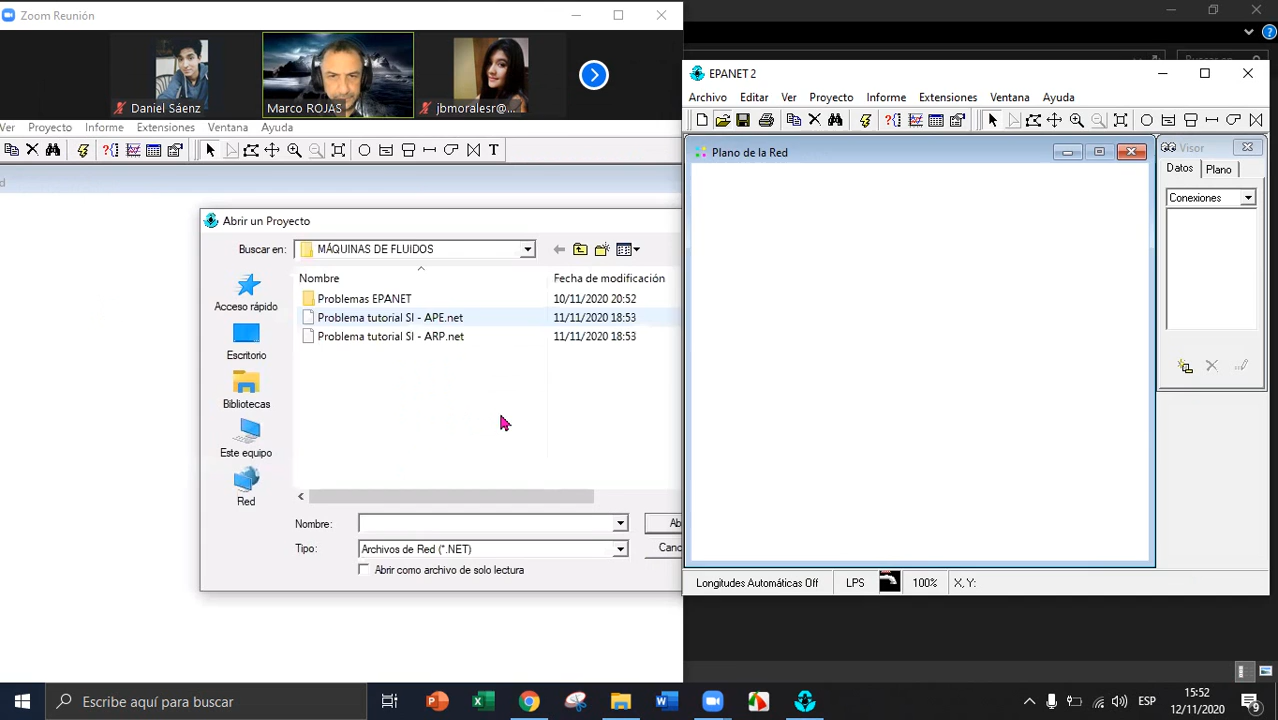 Zoom Reunión
Daniel Sáenz
Marco ROJAS
jbmoralesr@...
Ver Proyecto Informe Extensiones Ventana Ayuda
T
d
Abrir un Proyecto
Buscar en: MÁQUINAS DE FLUIDOS
Nombre Fecha de modificación
Problemas EPANET 10/11/2020 20:52
Problema tutorial SI - APE.net 11/11/2020 18:53
Problema tutorial SI - ARP.net 11/11/2020 18:53
Acceso rápido
Escritorio
Bibliotecas
Este equipo
Red
Nombre: Ab
Tipo: Archivos de Red (*.NET) Canc
Abrir como archivo de solo lectura
EPANET 2
Archivo Editar Ver Proyecto Informe Extensiones Ventana Ayuda
Plano de la Red
Visor
Datos Plano
Conexiones
Longitudes Automáticas Off LPS 100% X, Y:
Escribe aquí para buscar
ESP
15:52
12/11/2020
9